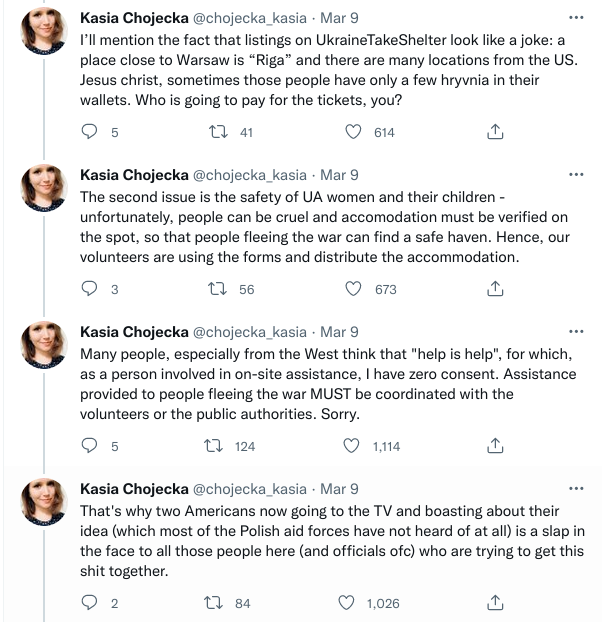 Kasia Chojecka @chojecka_kasia · Mar 9
I'll mention the fact that listings on UkraineTakeShelter look like a joke: a
place close to Warsaw is “Riga” and there are many locations from the US.
Jesus christ, sometimes those people have only a few hryvnia in their
wallets. Who is going to pay for the tickets, you?
5 41 614
Kasia Chojecka @chojecka_kasia · Mar 9
The second issue is the safety of UA women and their children -
unfortunately, people can be cruel and accomodation must be verified on
the spot, so that people fleeing the war can find a safe haven. Hence, our
volunteers are using the forms and distribute the accommodation.
3 56 673
Kasia Chojecka @chojecka_kasia · Mar 9
Many people, especially from the West think that "help is help", for which,
as a person involved in on-site assistance, I have zero consent. Assistance
provided to people fleeing the war MUST be coordinated with the
volunteers or the public authorities. Sorry.
5 124 1,114
Kasia Chojecka @chojecka_kasia · Mar 9
That's why two Americans now going to the TV and boasting about their
idea (which most of the Polish aid forces have not heard of at all) is a slap in
the face to all those people here (and officials ofc) who are trying to get this
shit together.
2 84 1,026